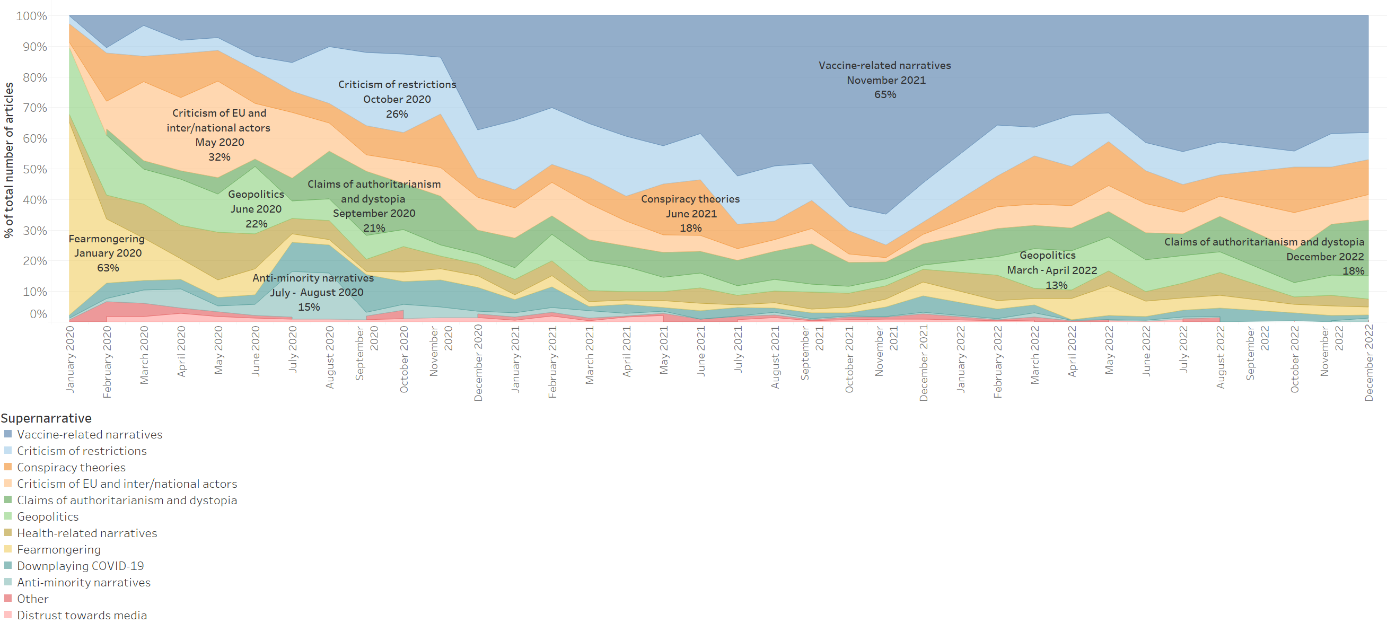 100%
90%
80%
70%
60%
50%
40%
30%
20%
10%
0%
% of total number of articles
Vaccine-related narratives
November 2021
65%
Criticism of restrictions
October 2020
26%
Criticism of EU and
inter/national actors
May 2020
32%
Geopolitics
June 2020
22%
Claims of authoritarianism
and dystopia
September 2020
21%
Conspiracy theories
June 2021
18%
Fearmongering
January 2020
63%
Anti-minority narratives
July - August 2020
15%
Geopolitics
March - April 2022
13%
Claims of authoritarianism and dystopia
December 2022
18%
January 2020
February 2020
March 2020
April 2020
May 2020
June 2020
July 2020
August 2020
September
2020
October 2020
November
2020
December 2020
January 2021
February 2021
March 2021
April 2021
May 2021
June 2021
July 2021
August 2021
September
2021
October 2021
November
2021
December 2021
January 2022
February 2022
March 2022
April 2022
May 2022
June 2022
July 2022
August 2022
September
2022
October 2022
November
2022
December 2022
Supernarrative
Vaccine-related narratives
Criticism of restrictions
Conspiracy theories
Criticism of EU and inter/national actors
Claims of authoritarianism and dystopia
Geopolitics
Health-related narratives
Fearmongering
Downplaying COVID-19
Anti-minority narratives
Other
Distrust towards media